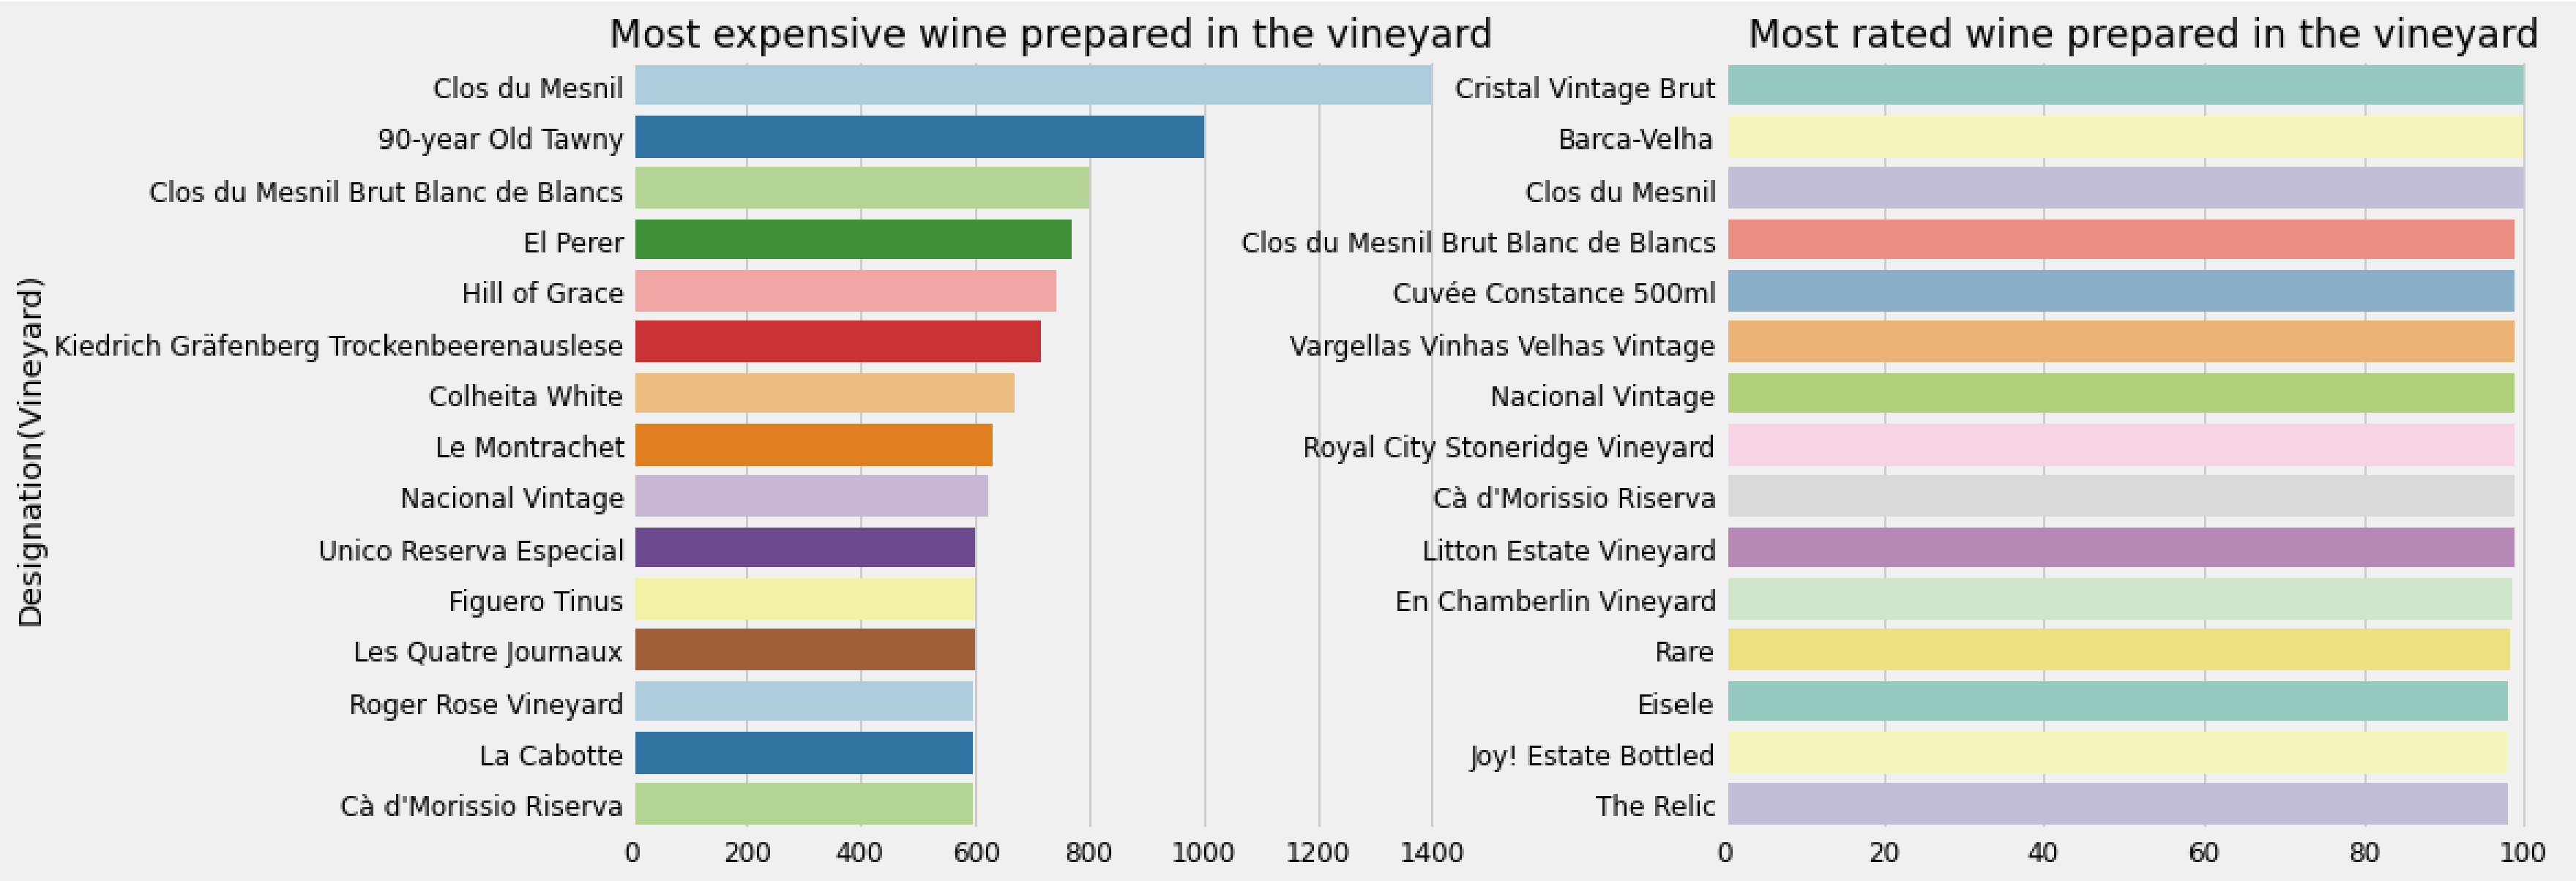 Most expensive wine prepared in the vineyard
Designation(Vineyard)
Clos du Mesnil
90-year Old Tawny
Clos du Mesnil Brut Blanc de Blancs
El Perer
Hill of Grace
Kiedrich Gräfenberg Trockenbeerenauslese
Colheita White
Le Montrachet
Nacional Vintage
Unico Reserva Especial
Figuero Tinus
Les Quatre Journaux
Roger Rose Vineyard
La Cabotte
Cà d'Morissio Riserva
0 200 400 600 800 1000 1200 1400
Most rated wine prepared in the vineyard
Cristal Vintage Brut
Barca-Velha
Clos du Mesnil
Clos du Mesnil Brut Blanc de Blancs
Cuvée Constance 500ml
Vargellas Vinhas Velhas Vintage
Nacional Vintage
Royal City Stoneridge Vineyard
Cà d'Morissio Riserva
Litton Estate Vineyard
En Chamberlin Vineyard
Rare
Eisele
Joy! Estate Bottled
The Relic
0 20 40 60 80 100